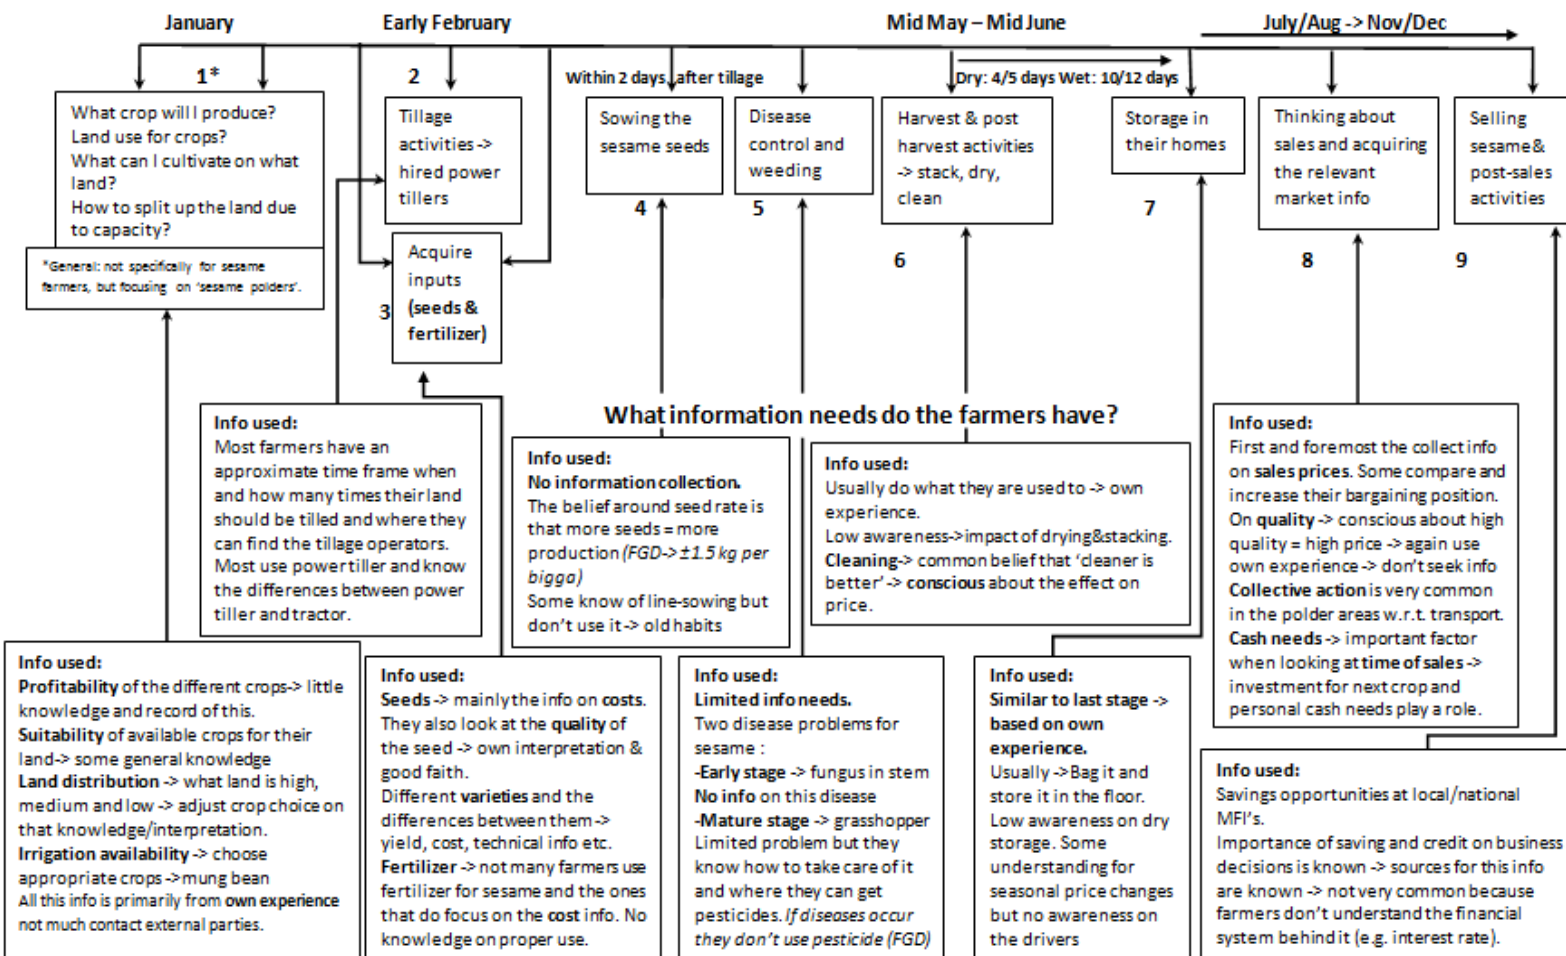 January
Early February
Mid May – Mid June
July/Aug -> Nov/Dec
1*
2
Within 2 days after tillage
Dry: 4/5 days Wet: 10/12 days
What crop will I produce?
Land use for crops?
What can I cultivate on what
land?
How to split up the land due
to capacity?
*General: not specifically for sesame
farmers, but focusing on 'sesame polders'.
Tillage
activities ->
hired power
tillers
3
Acquire
inputs
(seeds &
fertilizer)
Sowing the
sesame seeds
4
Disease
control and
weeding
5
Harvest & post
harvest activities
-> stack, dry,
clean
6
Storage in
their homes
7
Thinking about
sales and acquiring
the relevant
market info
8
Selling
sesame&
post-sales
activities
9
What information needs do the farmers have?
Info used:
Most farmers have an
approximate time frame when
and how many times their land
should be tilled and where they
can find the tillage operators.
Most use power tiller and know
the differences between power
tiller and tractor.
Info used:
No information collection.
The belief around seed rate is
that more seeds = more
production (FGD-> ±1.5 kg per
bigga)
Some know of line-sowing but
don't use it -> old habits
Info used:
Usually do what they are used to -> own
experience.
Low awareness->impact of drying&stacking.
Cleaning-> common belief that 'cleaner is
better' -> conscious about the effect on
price.
Info used:
First and foremost the collect info
on sales prices. Some compare and
increase their bargaining position.
On quality -> conscious about high
quality = high price -> again use
own experience -> don't seek info
Collective action is very common
in the polder areas w.r.t. transport.
Cash needs -> important factor
when looking at time of sales ->
investment for next crop and
personal cash needs play a role.
Info used:
Profitability of the different crops-> little
knowledge and record of this.
Suitability of available crops for their
land-> some general knowledge
Land distribution -> what land is high,
medium and low -> adjust crop choice on
that knowledge/interpretation.
Irrigation availability -> choose
appropriate crops ->mung bean
All this info is primarily from own experience
not much contact external parties.
Info used:
Seeds -> mainly the info on costs.
They also look at the quality of
the seed -> own interpretation &
good faith.
Different varieties and the
differences between them ->
yield, cost, technical info etc.
Fertilizer -> not many farmers use
fertilizer for sesame and the ones
that do focus on the cost info. No
knowledge on proper use.
Info used:
Limited info needs.
Two disease problems for
sesame :
-Early stage -> fungus in stem
No info on this disease
-Mature stage -> grasshopper
Limited problem but they
know how to take care of it
and where they can get
pesticides. If diseases occur
they don't use pesticide (FGD)
Info used:
Similar to last stage ->
based on own
experience.
Usually ->Bag it and
store it in the floor.
Low awareness on dry
storage. Some
understanding for
seasonal price changes
but no awareness on
the drivers
Info used:
Savings opportunities at local/national
MFI's.
Importance of saving and credit on business
decisions is known -> sources for this info
are known -> not very common because
farmers don't understand the financial
system behind it (e.g. interest rate).